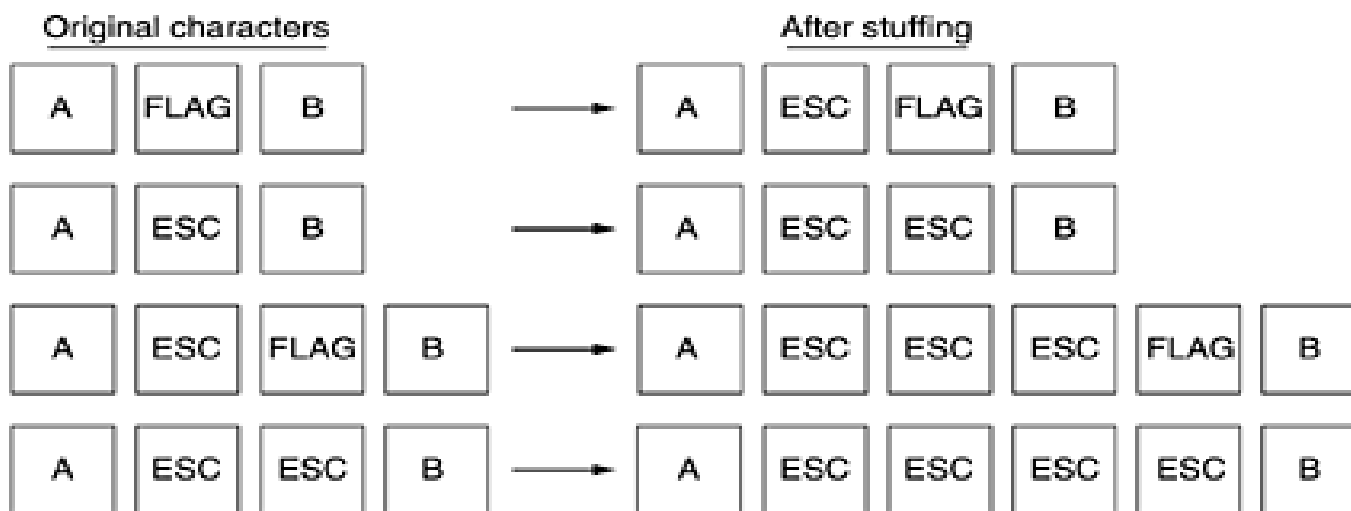 Original characters After stuffing
A FLAG B A ESC FLAG B
A ESC B A ESC ESC B
A ESC FLAG B A ESC ESC ESC FLAG B
A ESC ESC B A ESC ESC ESC ESC B